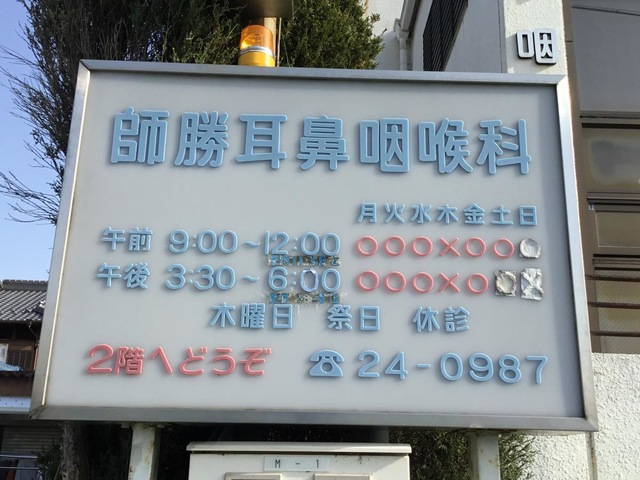 咽
師勝耳鼻咽喉科
月火水木金土日
午前 9:00~12:00 ○○○×○○○
午後 3:30~6:00 ○○○×○
木曜日 祭日 休診
2階へどうぞ ☎24-0987
M-1